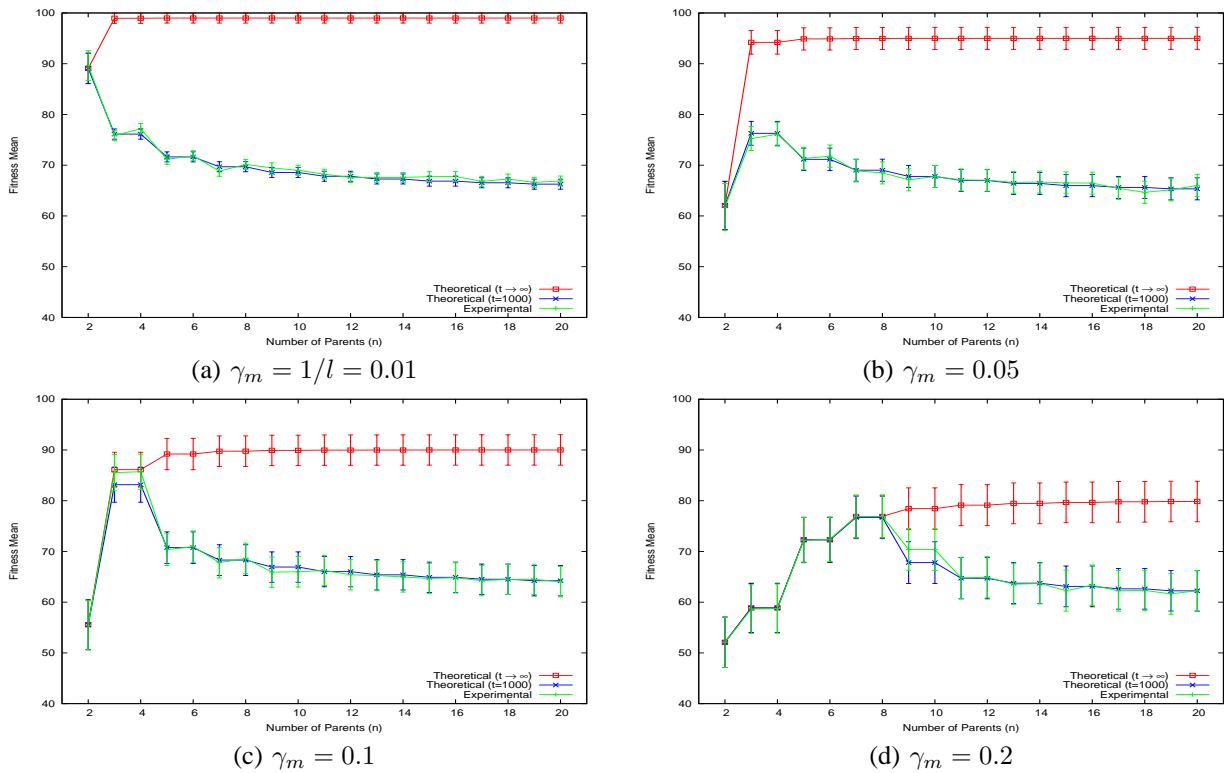 100
90
80
70
60
50
40
Fitness Mean
Theoretical (t → ∞)
Theoretical (t=1000)
Experimental
2 4 6 8 10 12 14 16 18 20
Number of Parents (n)
(a) γm = 1/l = 0.01
100
90
80
70
60
50
40
Fitness Mean
Theoretical (t → ∞)
Theoretical (t=1000)
Experimental
2 4 6 8 10 12 14 16 18 20
Number of Parents (n)
(b) γm = 0.05
100
90
80
70
60
50
40
Fitness Mean
Theoretical (t → ∞)
Theoretical (t=1000)
Experimental
2 4 6 8 10 12 14 16 18 20
Number of Parents (n)
(c) γm = 0.1
100
90
80
70
60
50
40
Fitness Mean
Theoretical (t → ∞)
Theoretical (t=1000)
Experimental
2 4 6 8 10 12 14 16 18 20
Number of Parents (n)
(d) γm = 0.2